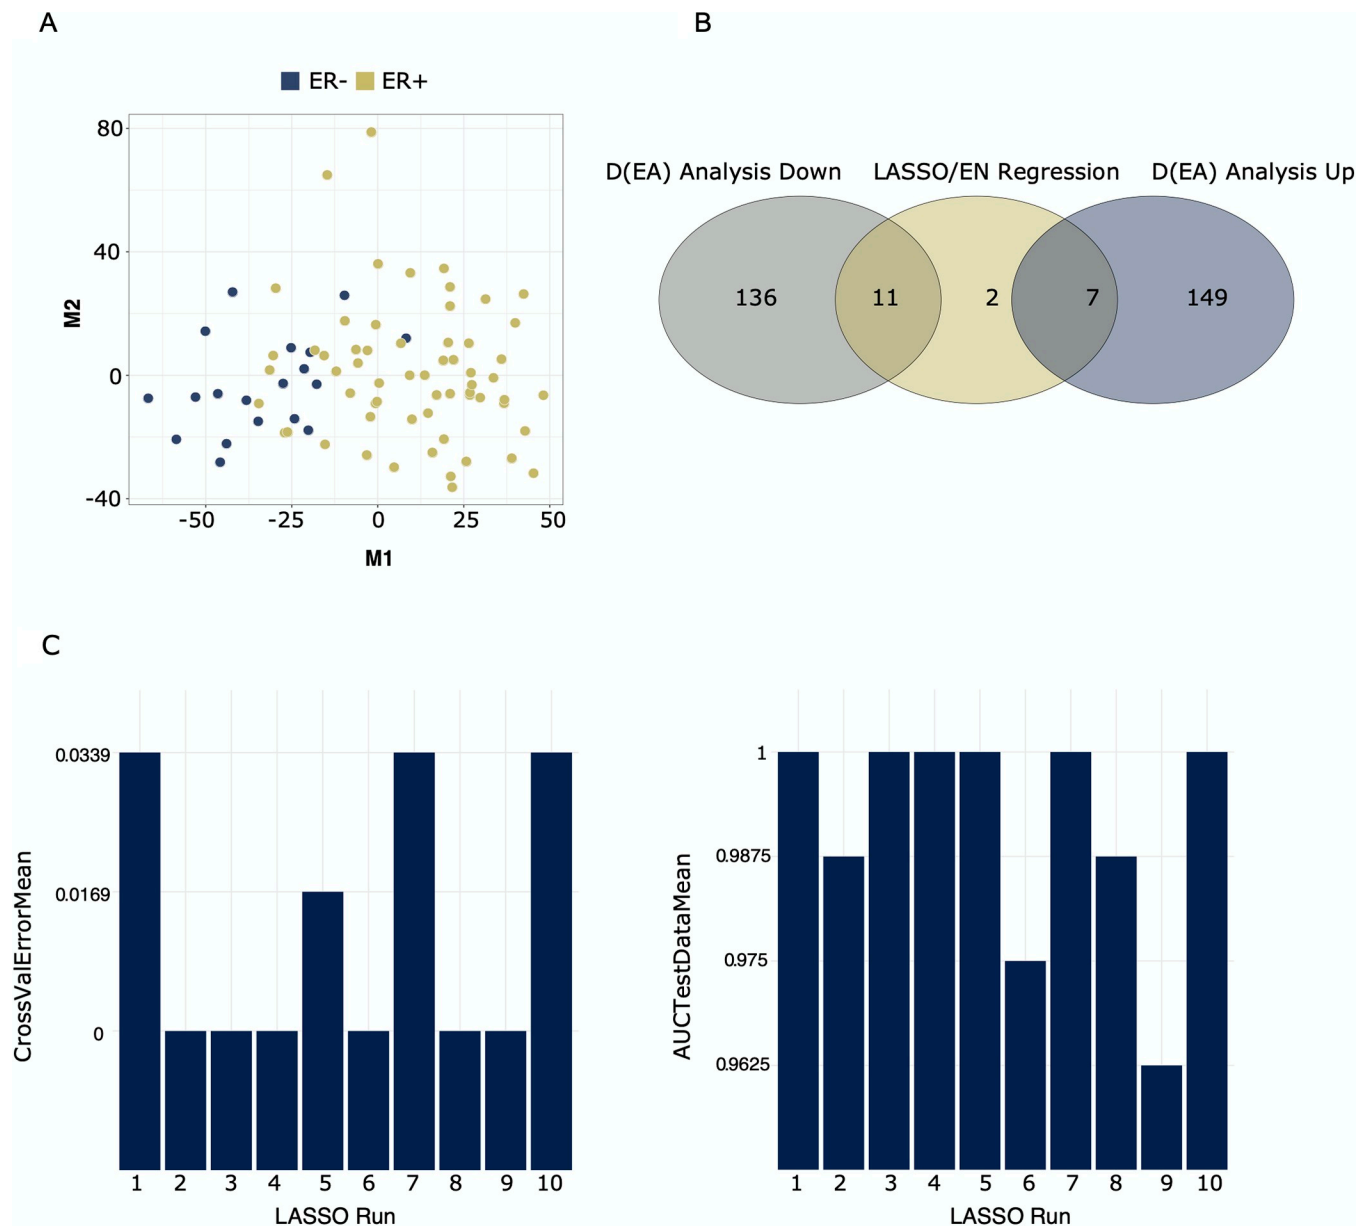 A
B
ER- ER+
80
40
0
-40
M2
-50 -25 0 25 50
M1
D(EA) Analysis Down LASSO/EN Regression D(EA) Analysis Up
136 11 2 7 149
C
0.0339
0.0169
0
CrossValErrorMean
1 2 3 4 5 6 7 8 9 10
LASSO Run
1
0.9875
0.975
0.9625
AUCTestDataMean
1 2 3 4 5 6 7 8 9 10
LASSO Run